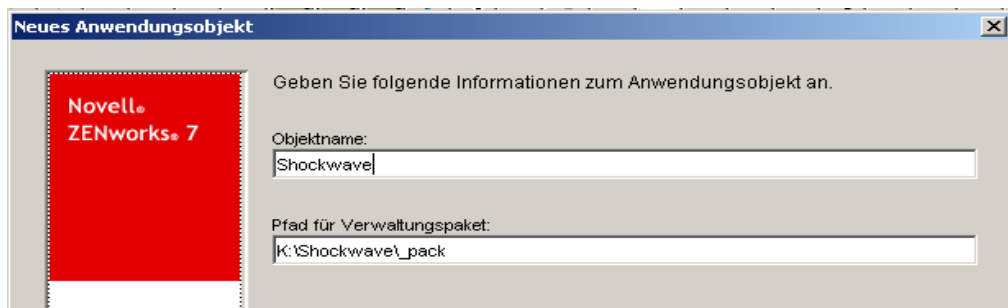 Neues Anwendungsobjekt
Novell®
ZENworks® 7
Geben Sie folgende Informationen zum Anwendungsobjekt an.
Objektname:
Shockwave
Pfad für Verwaltungspaket:
K:\Shockwave\_pack